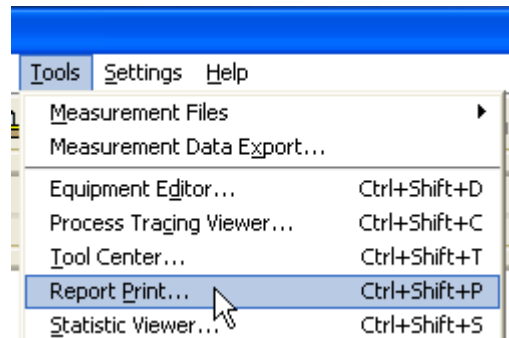 Tools Settings Help
Measurement Files
Measurement Data Export...
Equipment Editor... Ctrl+Shift+D
Process Tracing Viewer... Ctrl+Shift+C
Tool Center... Ctrl+Shift+T
Report Print... Ctrl+Shift+P
Statistic Viewer... Ctrl+Shift+S